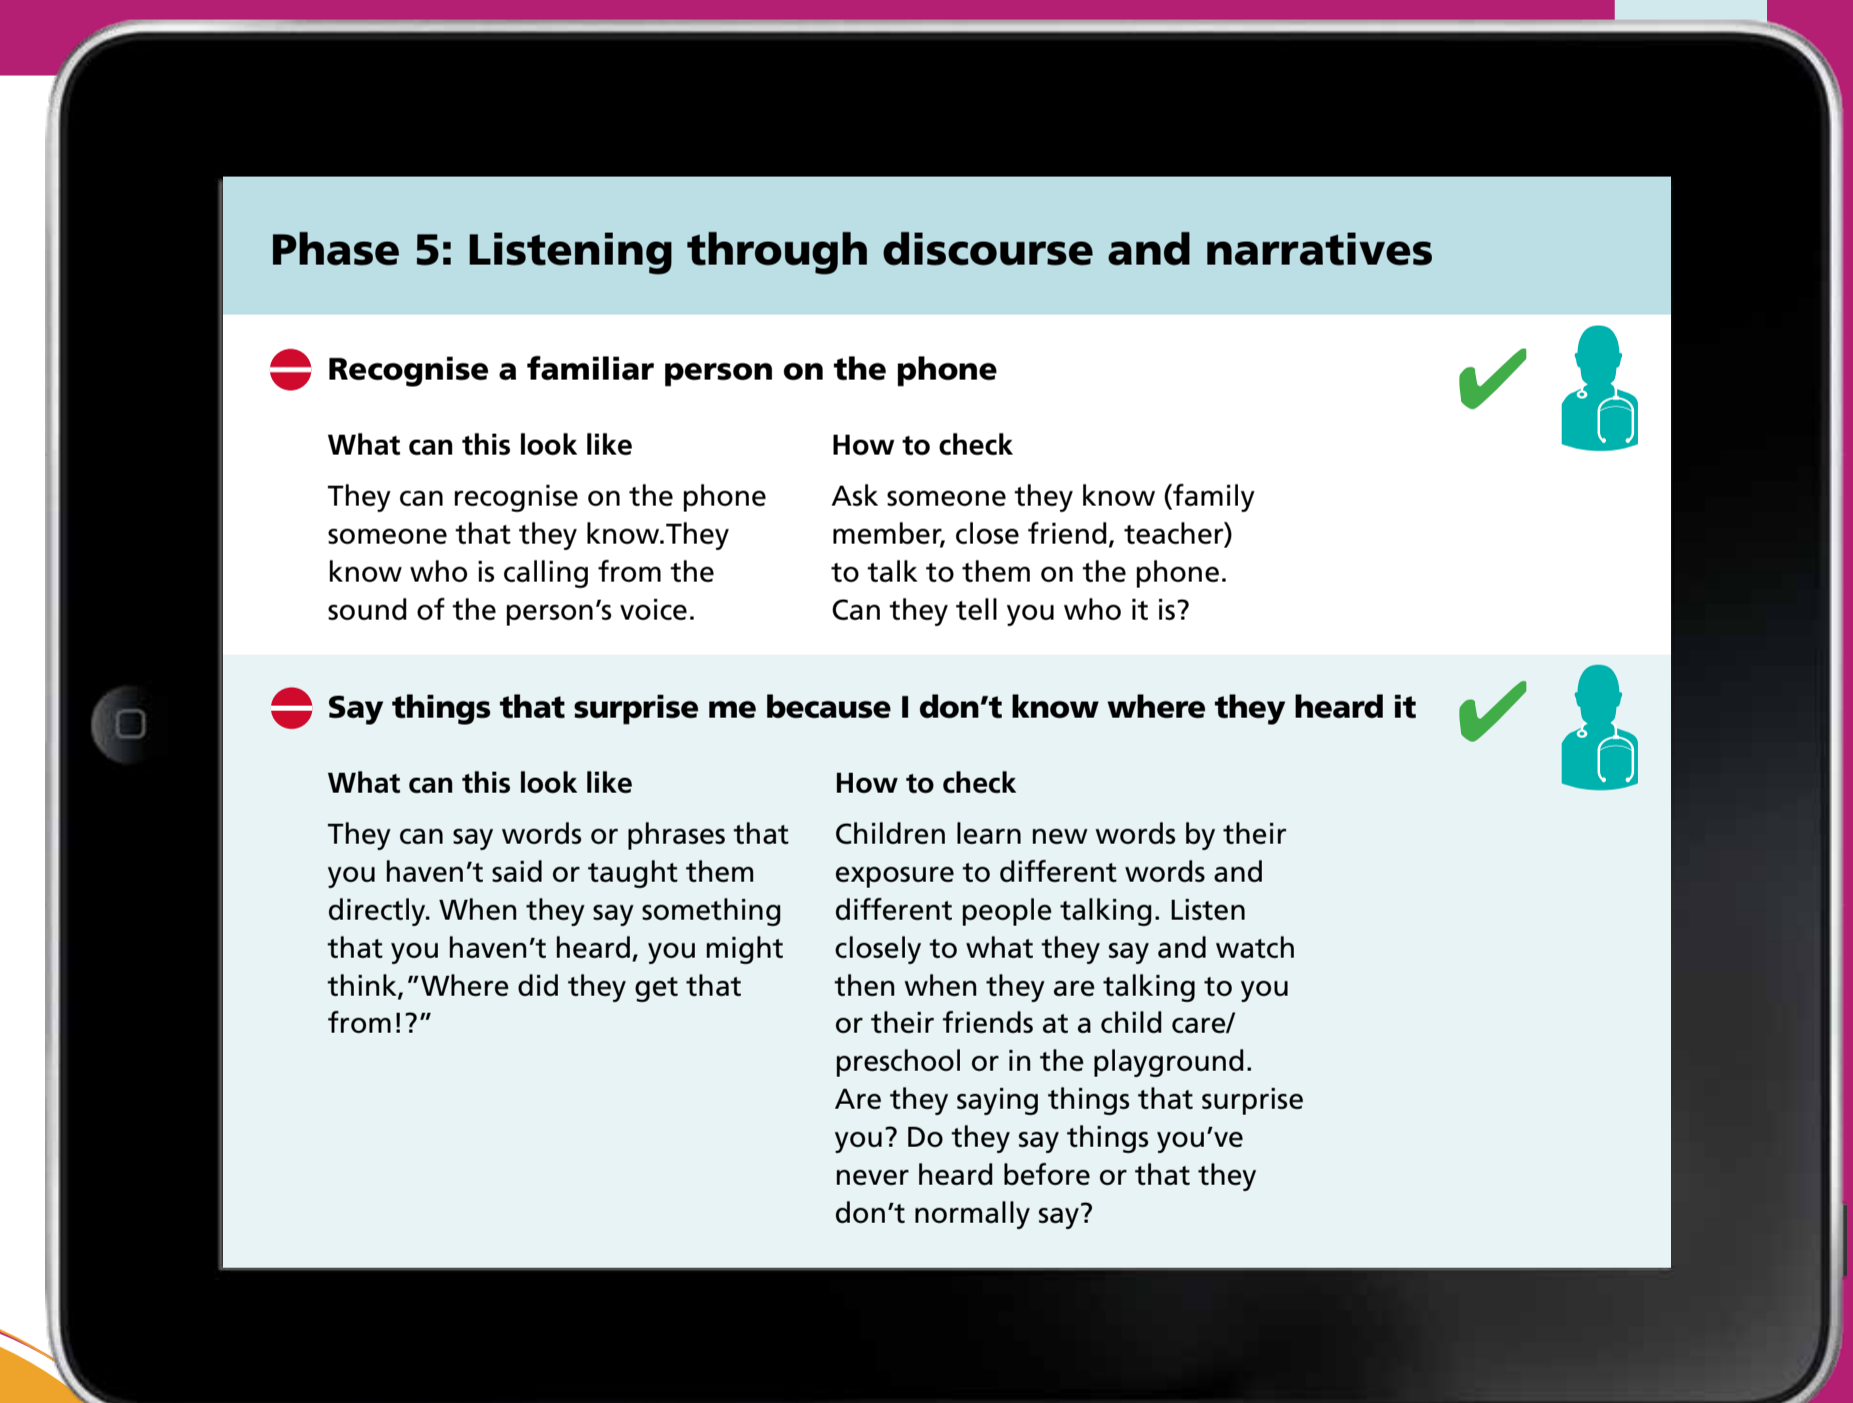 Phase 5: Listening through discourse and narratives
Recognise a familiar person on the phone
What can this look like
They can recognise on the phone
someone that they know.They
know who is calling from the
sound of the person’s voice.
How to check
Ask someone they know (family
member, close friend, teacher)
to talk to them on the phone.
Can they tell you who it is?
Say things that surprise me because I don’t know where they heard it
What can this look like
They can say words or phrases that
you haven’t said or taught them
directly. When they say something
that you haven’t heard, you might
think,”Where did they get that
from!?”
How to check
Children learn new words by their
exposure to different words and
different people talking. Listen
closely to what they say and watch
then when they are talking to you
or their friends at a child care/
preschool or in the playground.
Are they saying things that surprise
you? Do they say things you’ve
never heard before or that they
don’t normally say?